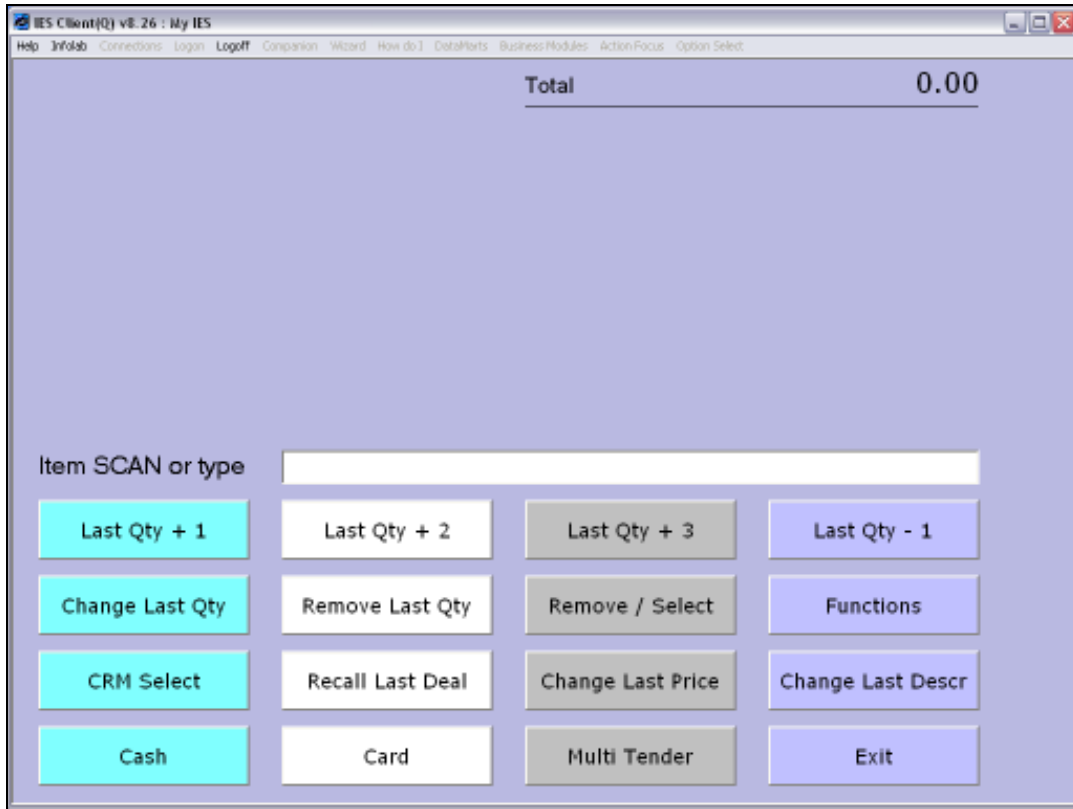 IES Client(Q) v8.26 : My IES
Help Infolab Connections Logon Logoff Companion Wizard How do I DataMarts Business Modules Action Focus Option Select
Total 0.00
Item SCAN or type
Last Qty + 1 Last Qty + 2 Last Qty + 3 Last Qty - 1
Change Last Qty Remove Last Qty Remove / Select Functions
CRM Select Recall Last Deal Change Last Price Change Last Descr
Cash Card Multi Tender Exit